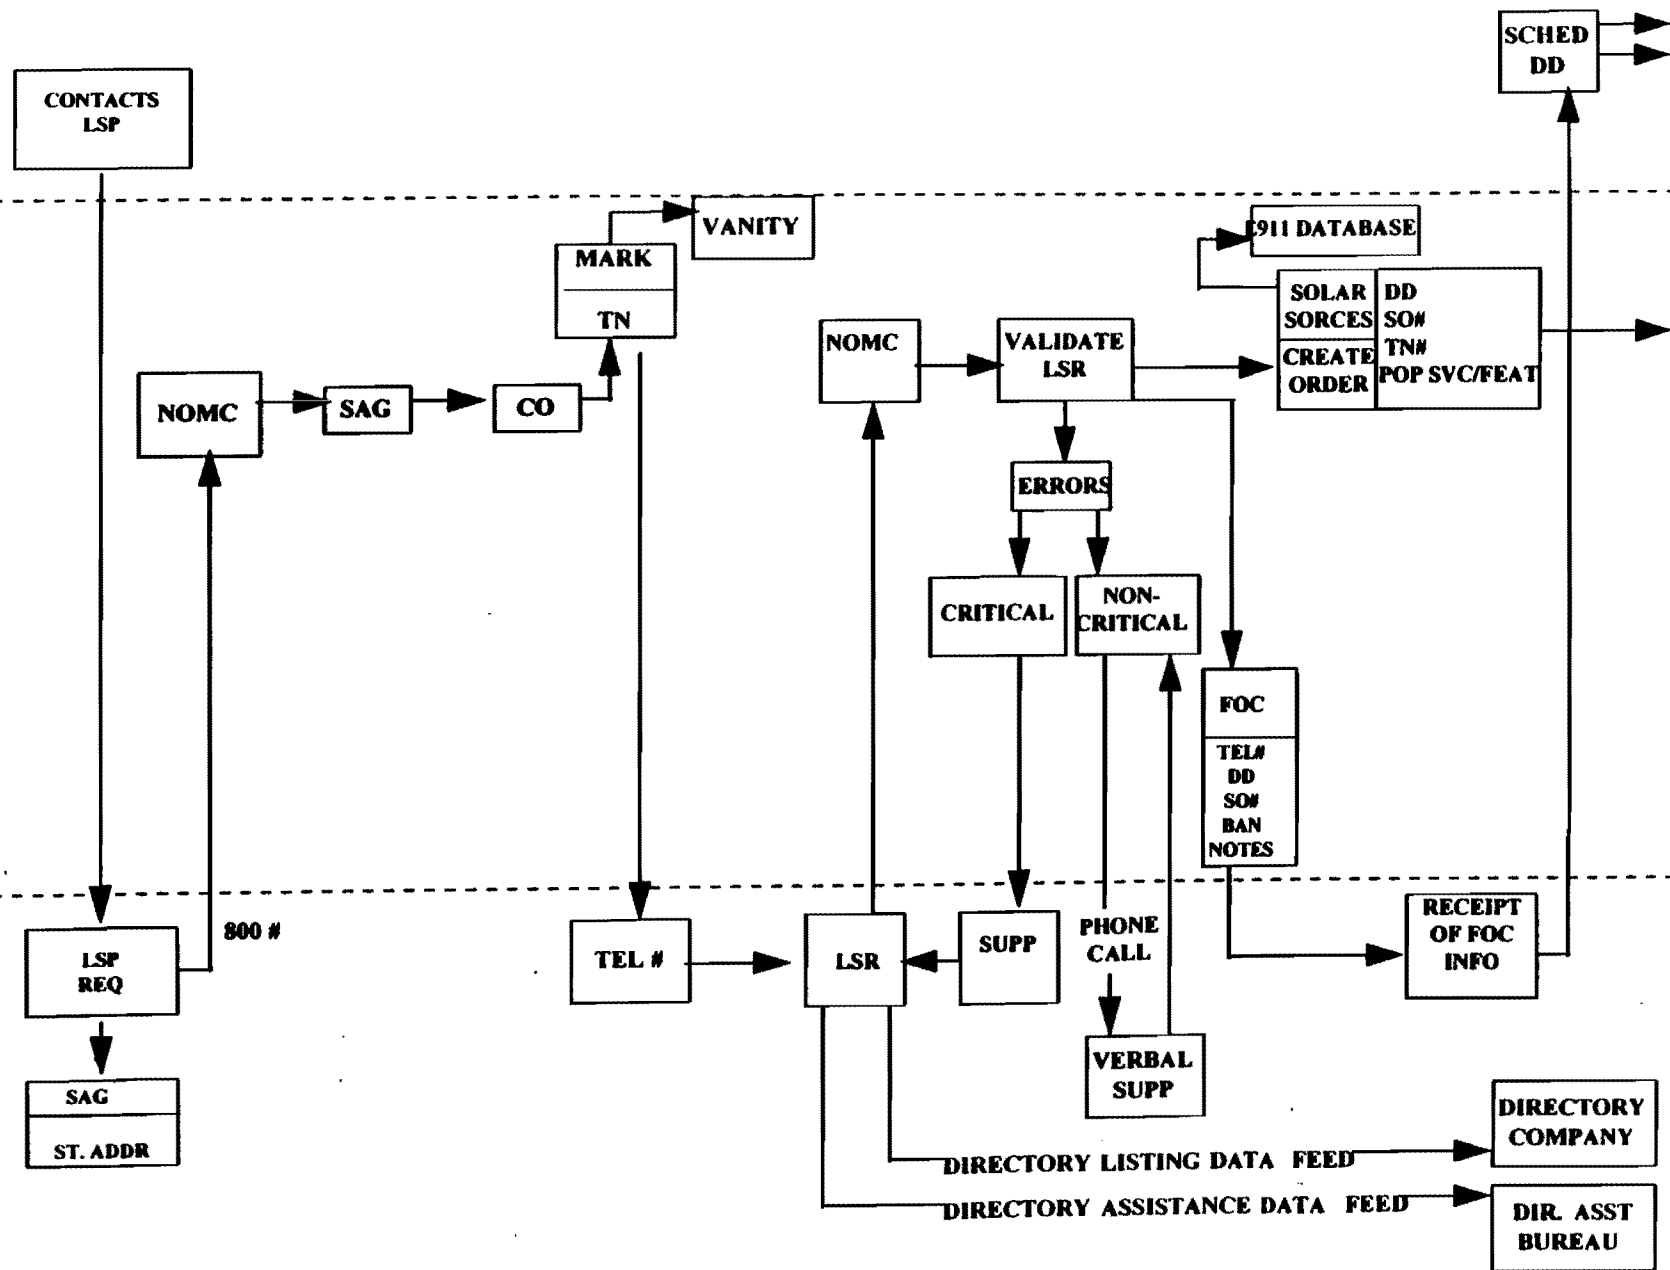 SCHED
DD
CONTACTS
LSP
VANITY
MARK
TN
911 DATABASE
SOLAR
SORCES
CREATE
ORDER
DD
SO#
TN#
POP SVC/FEAT
NOMC
VALIDATE
LSR
NOMC
SAG
CO
ERRORS
CRITICAL
NON-
CRITICAL
FOC
TEL#
DD
SO#
BAN
NOTES
800 #
LSP
REQ
TEL #
LSR
SUPP
PHONE
CALL
RECEIPT
OF FOC
INFO
VERBAL
SUPP
SAG
ST. ADDR
DIRECTORY
COMPANY
DIRECTORY LISTING DATA FEED
DIRECTORY ASSISTANCE DATA FEED
DIR. ASST
BUREAU